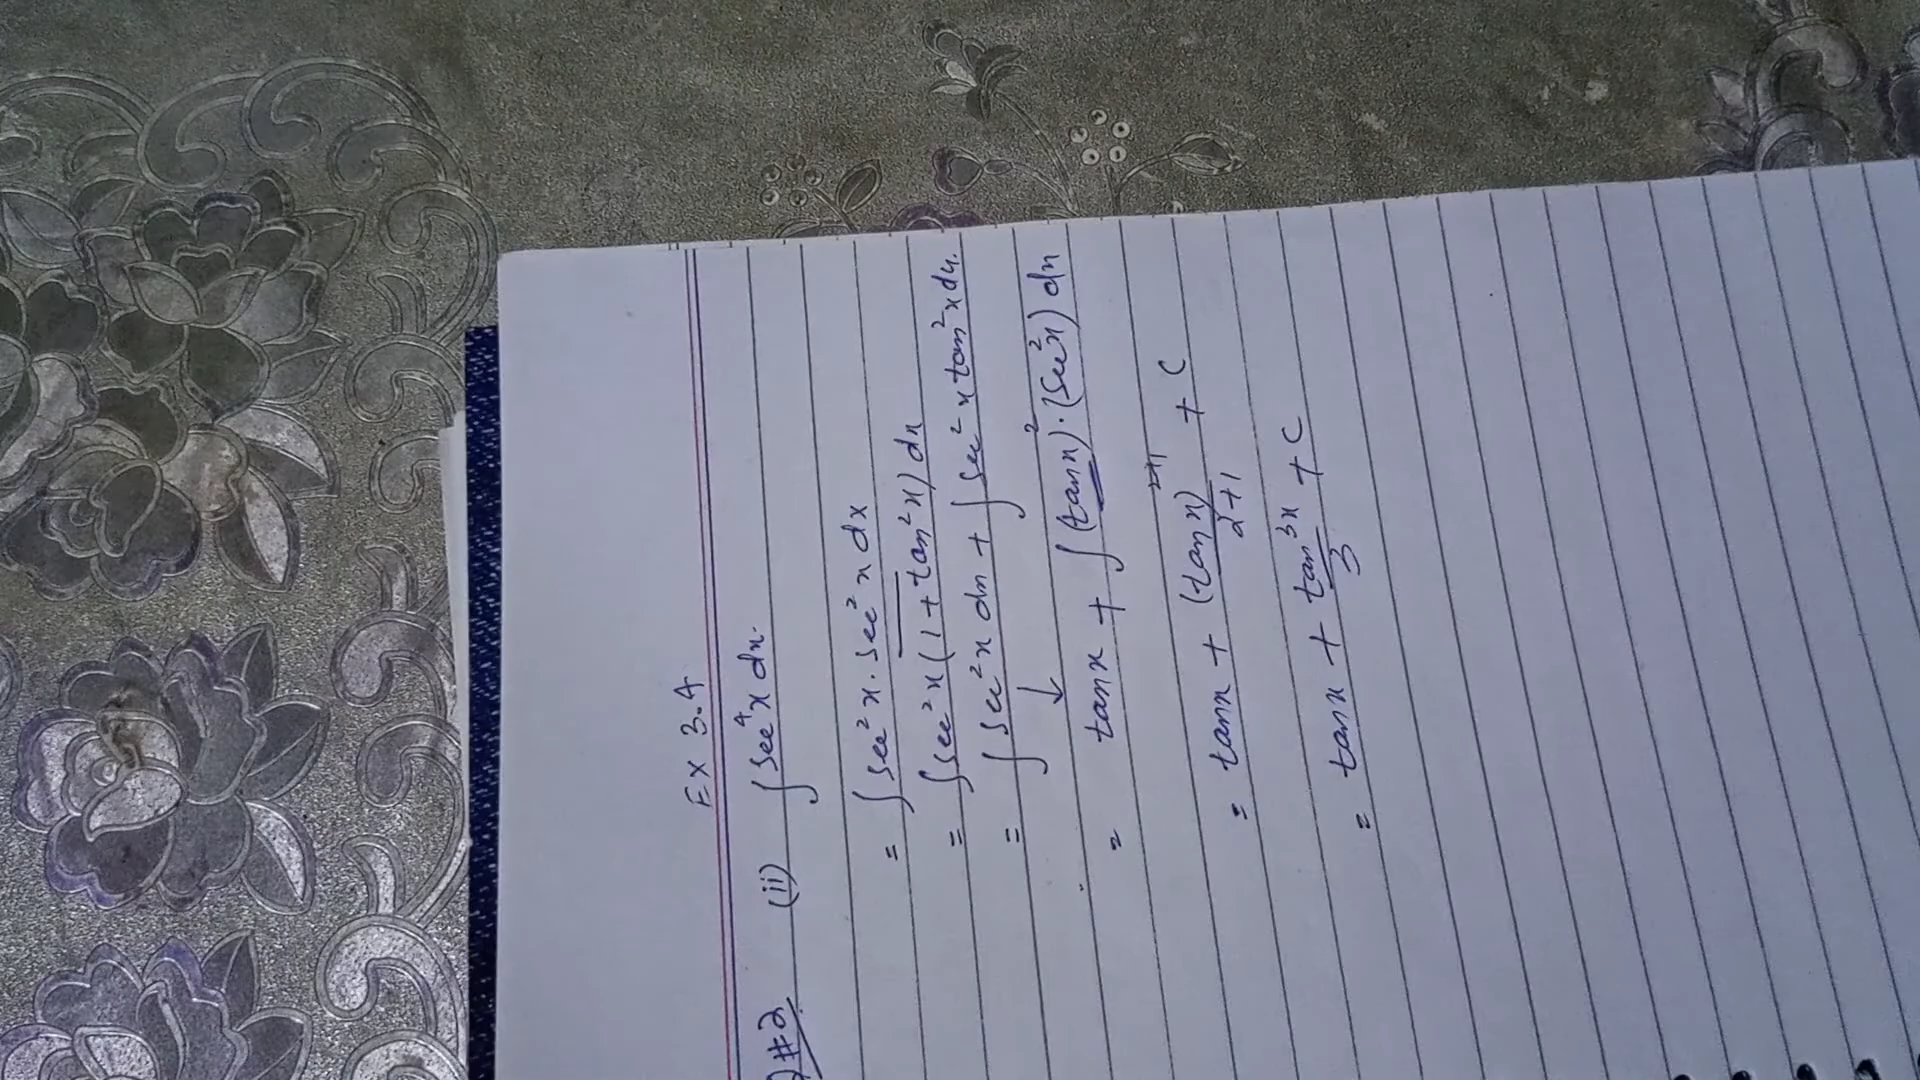 EX 3.4
Q#2 (ii) ∫ sec⁴x dx.
= ∫ sec²x . sec²x dx
= ∫ sec²x (1 + tan²x) dx
= ∫ sec²x dx + ∫ sec²x tan²x dx.
= tanx + ∫ (tanx)² . (sec²x) dx
= tanx + (tanx)²⁺¹ / 2+1 + C
= tanx + tan³x / 3 + C